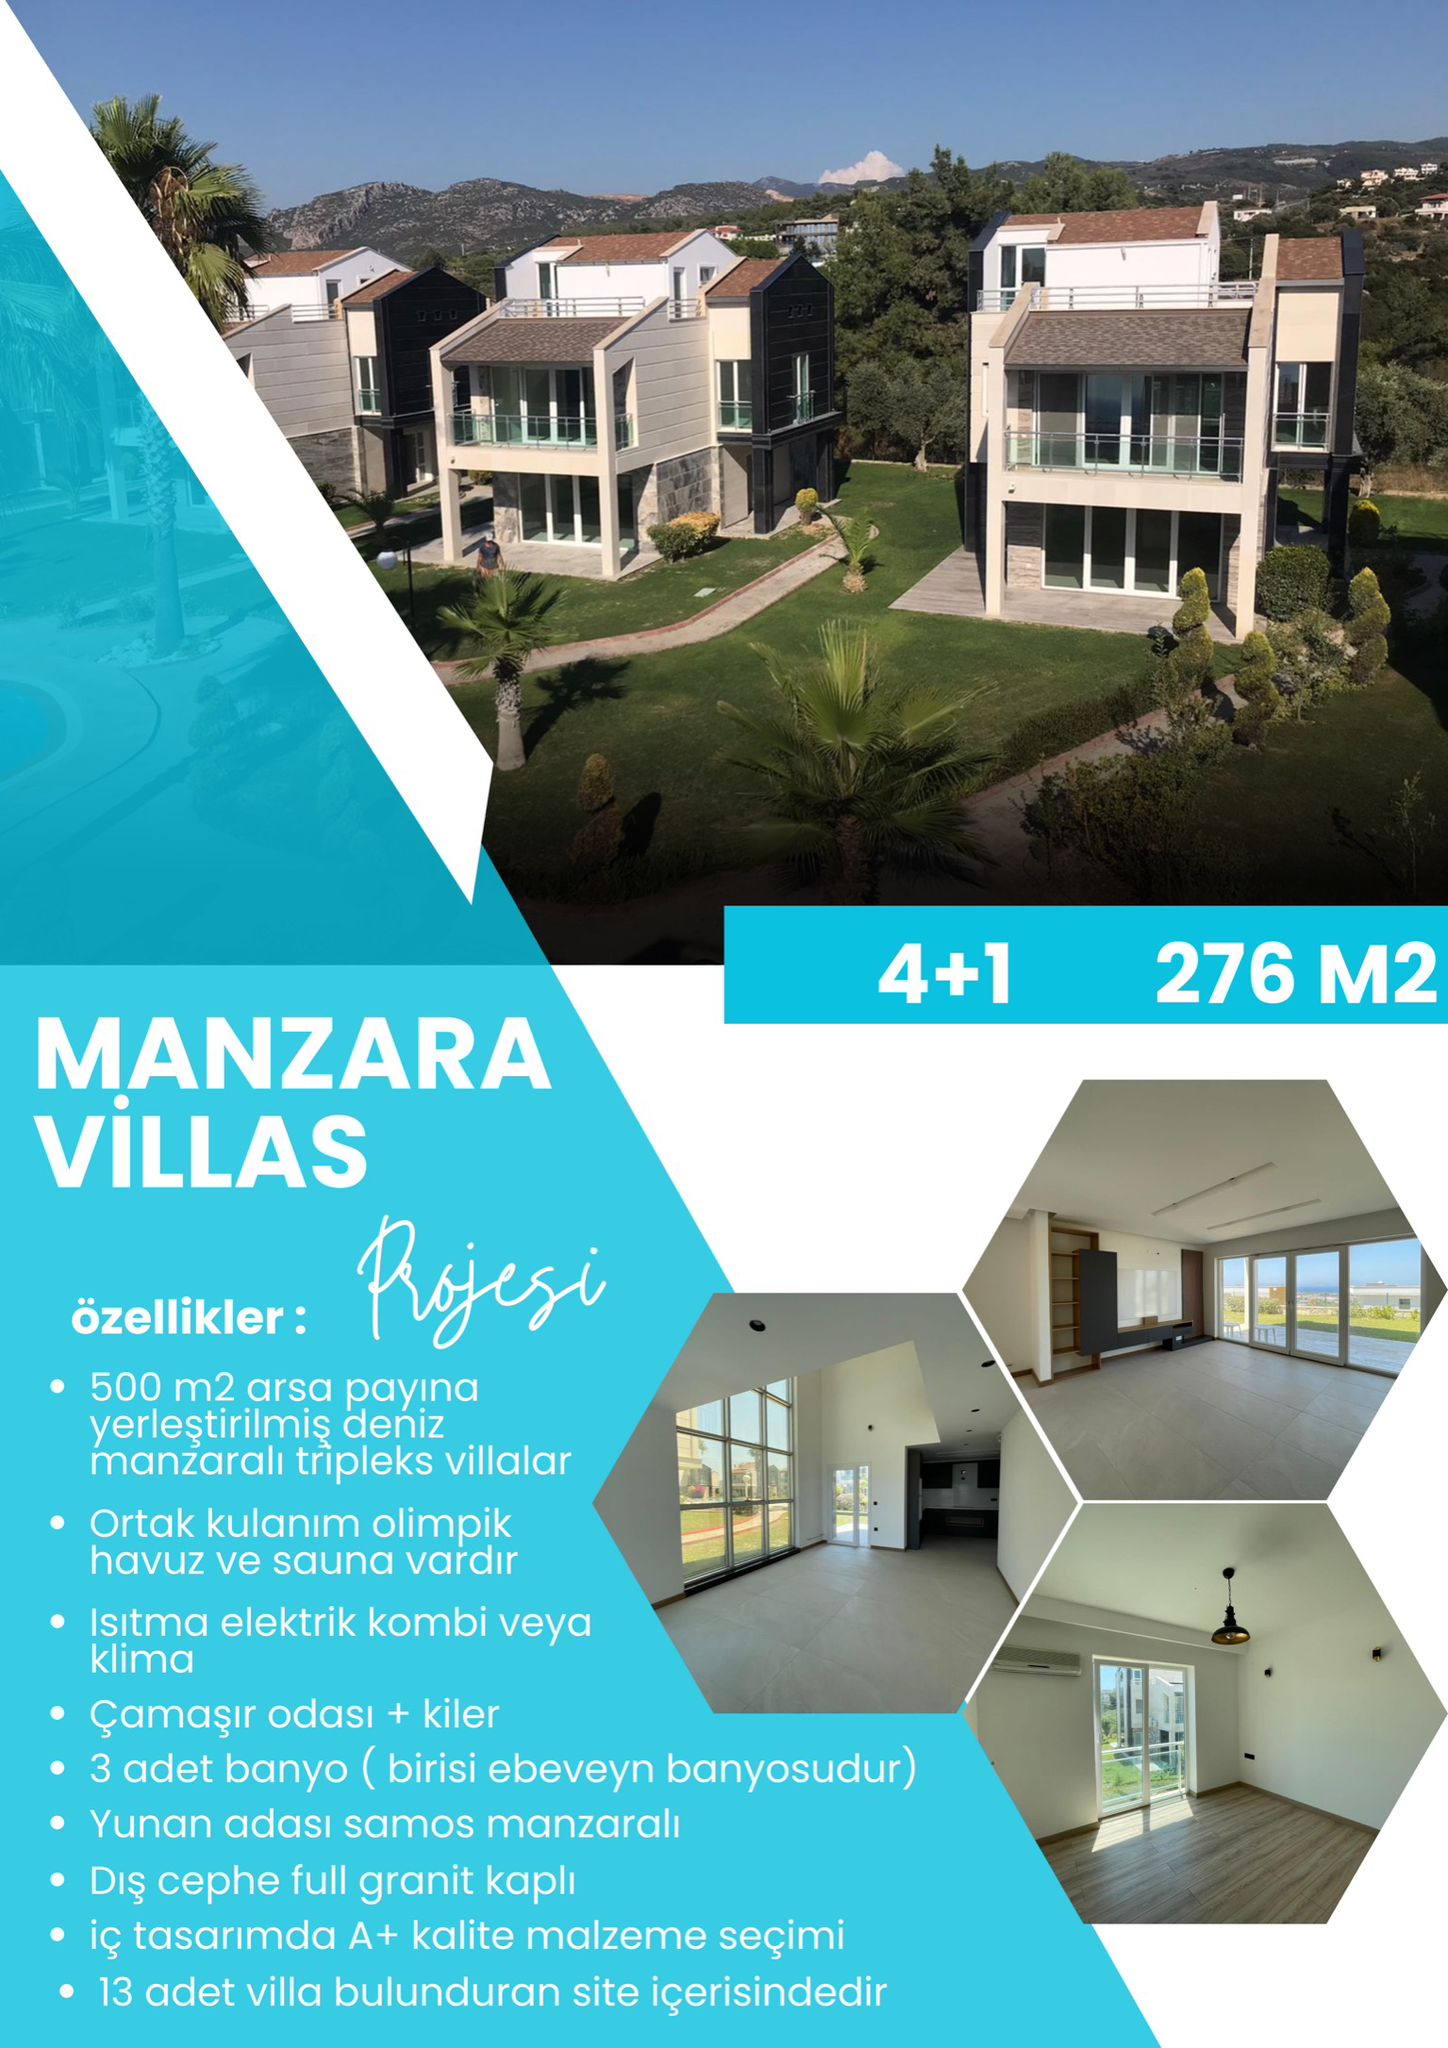 4+1 276 M2
MANZARA
VİLLAS
Projesi
özellikler :
• 500 m2 arsa payına
yerleştirilmiş deniz
manzaralı tripleks villalar
• Ortak kulanım olimpik
havuz ve sauna vardır
• Isıtma elektrik kombi veya
klima
• Çamaşır odası + kiler
• 3 adet banyo ( birisi ebeveyn banyosudur)
• Yunan adası samos manzaralı
• Dış cephe full granit kaplı
• iç tasarımda A+ kalite malzeme seçimi
• 13 adet villa bulunduran site içerisindedir